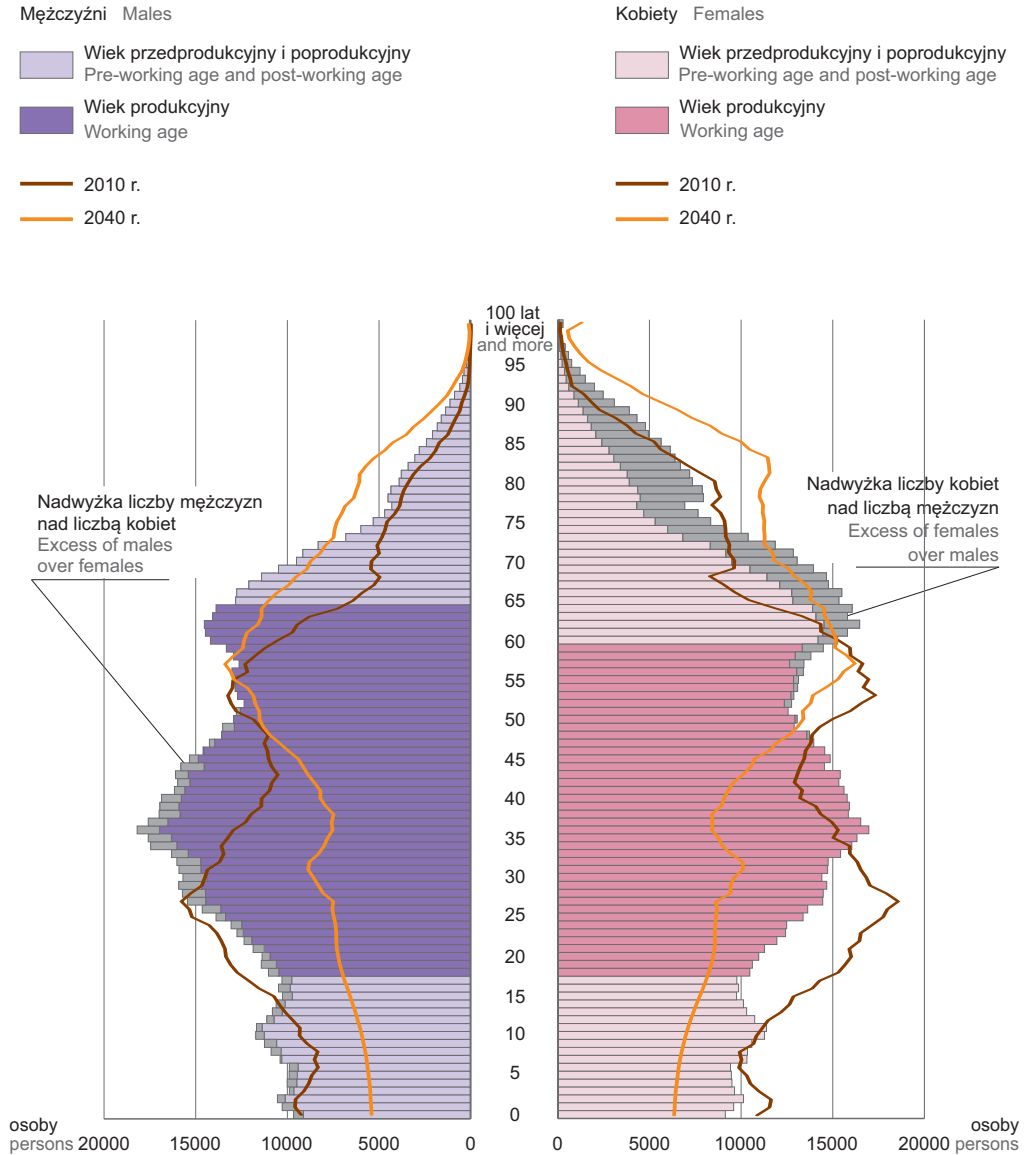 Mężczyźni Males
Wiek przedprodukcyjny i poprodukcyjny
Pre-working age and post-working age
Wiek produkcyjny
Working age
2010 r.
2040 r.
Kobiety Females
Wiek przedprodukcyjny i poprodukcyjny
Pre-working age and post-working age
Wiek produkcyjny
Working age
2010 r.
2040 r.
100 lat
i więcej
and more
95
90
85
80
75
70
65
60
55
50
45
40
35
30
25
20
15
10
5
0
Nadwyżka liczby mężczyzn
nad liczbą kobiet
Excess of males
over females
Nadwyżka liczby kobiet
nad liczbą mężczyzn
Excess of females
over males
osoby
persons
20000 15000 10000 5000 0
0 5000 10000 15000 20000
osoby
persons